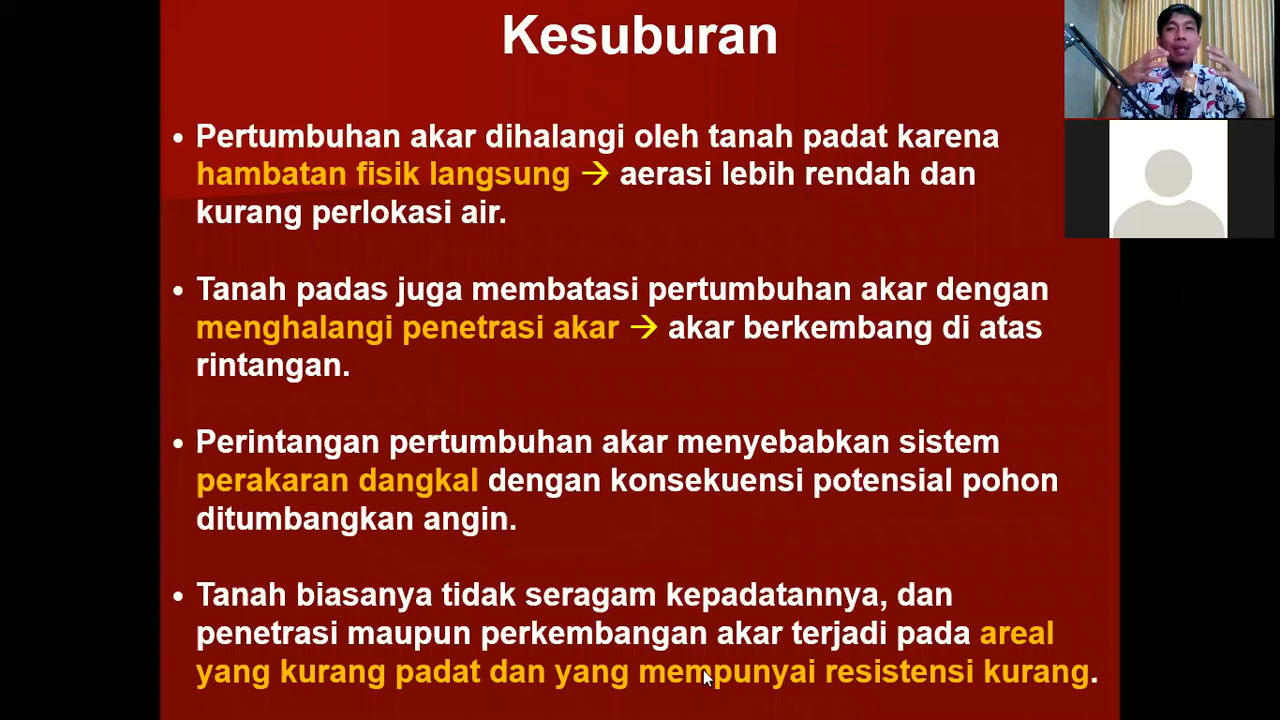 Kesuburan
• Pertumbuhan akar dihalangi oleh tanah padat karena
hambatan fisik langsung → aerasi lebih rendah dan
kurang perlokasi air.
• Tanah padas juga membatasi pertumbuhan akar dengan
menghalangi penetrasi akar → akar berkembang di atas
rintangan.
• Perintangan pertumbuhan akar menyebabkan sistem
perakaran dangkal dengan konsekuensi potensial pohon
ditumbangkan angin.
• Tanah biasanya tidak seragam kepadatannya, dan
penetrasi maupun perkembangan akar terjadi pada areal
yang kurang padat dan yang mempunyai resistensi kurang.